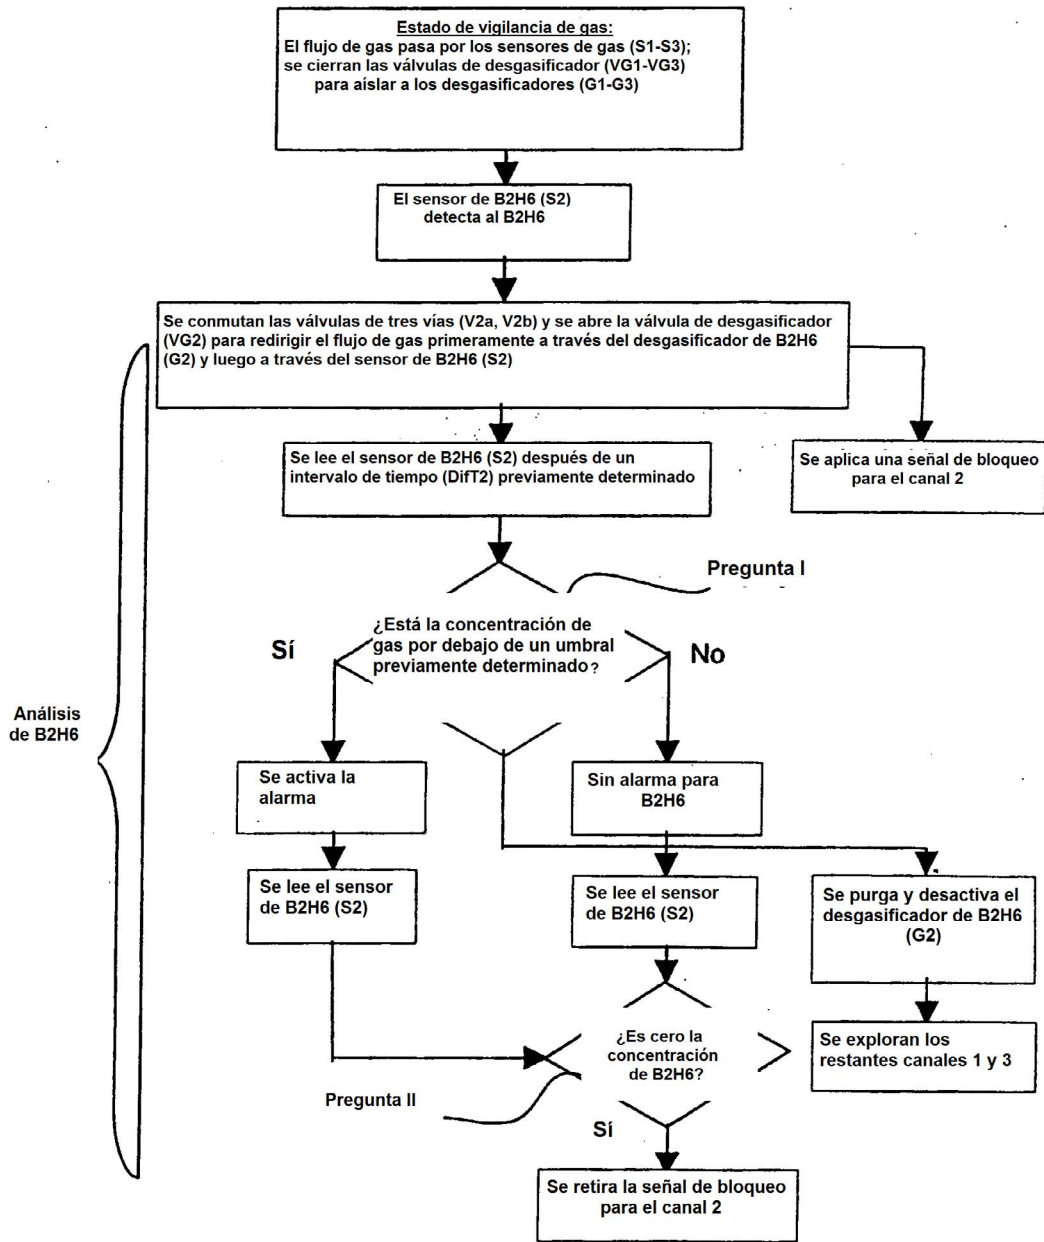 Estado de vigilancia de gas:
El flujo de gas pasa por los sensores de gas (S1-S3);
se cierran las válvulas de desgasificador (VG1-VG3)
para aíslar a los desgasificadores (G1-G3)
El sensor de B2H6 (S2)
detecta al B2H6
Se conmutan las válvulas de tres vías (V2a, V2b) y se abre la válvula de desgasificador
(VG2) para redirigir el flujo de gas primeramente a través del desgasificador de B2H6
(G2) y luego a través del sensor de B2H6 (S2)
Se lee el sensor de B2H6 (S2) después de un
intervalo de tiempo (DifT2) previamente determinado
Se aplica una señal de bloqueo
para el canal 2
Pregunta I
¿Está la concentración de
gas por debajo de un umbral
previamente determinado?
Sí
No
Análisis
de B2H6
Se activa la
alarma
Sin alarma para
B2H6
Se lee el sensor
de B2H6 (S2)
Se lee el sensor
de B2H6 (S2)
Se purga y desactiva el
desgasificador de B2H6
(G2)
¿Es cero la
concentración
de B2H6?
Se exploran los
restantes canales 1 y 3
Pregunta II
Sí
Se retira la señal de bloqueo
para el canal 2